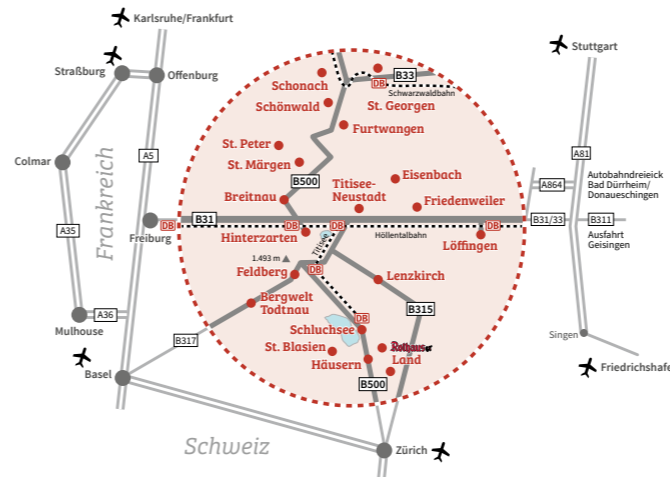 Karlsruhe/Frankfurt
Stuttgart
Straßburg
Offenburg
Schonach
B33
DB
DB
Schwarzwaldbahn
St. Georgen
Schönwald
Furtwangen
Colmar
Frankreich
A5
St. Peter
St. Märgen
B500
Eisenbach
Titisee-
Neustadt
Friedenweiler
Breitnau
A81
A864
Autobahndreieick
Bad Dürrheim/
Donaueschingen
A35
Freiburg
DB
B31
DB
DB
B31/33
B311
Hinterzarten
Titisee
Höllentalbahn
Löffingen
Ausfahrt
Geisingen
1.493 m
DB
Feldberg
Lenzkirch
Bergwelt
Todtnau
A36
Mulhouse
B317
B315
DB
Schluchsee
St. Blasien
Rothaus
Land
Häusern
B500
Singen
Basel
Friedrichshafe
Schweiz
Zürich